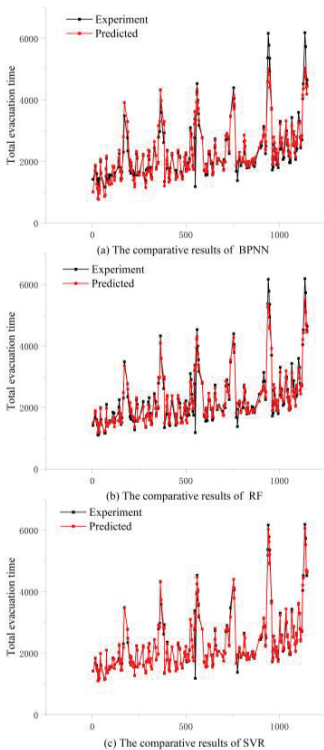 (a)
Experiment
Predicted
Total evacuation time
6000
4000
2000
0
0 500 1000
(a) The comparative results of BPNN
(b)
Experiment
Predicted
Total evacuation time
6000
4000
2000
0
0 500 1000
(b) The comparative results of RF
(c)
Experiment
Predicted
Total evacuation time
6000
4000
2000
0
0 500 1000
(c) The comparative results of SVR